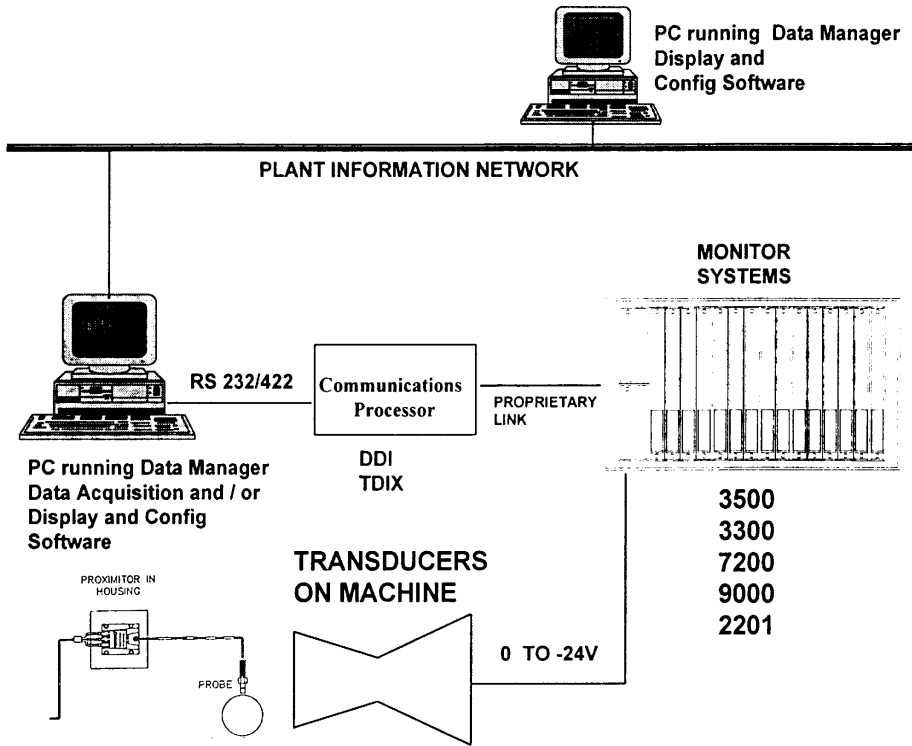 PC running Data Manager
Display and
Config Software
PLANT INFORMATION NETWORK
MONITOR
SYSTEMS
RS 232/422
Communications
Processor
PROPRIETARY
LINK
DDI
TDIX
PC running Data Manager
Data Acquisition and / or
Display and Config
Software
3500
3300
7200
9000
2201
TRANSDUCERS
ON MACHINE
PROXIMITOR IN
HOUSING
PROBE
0 TO -24V